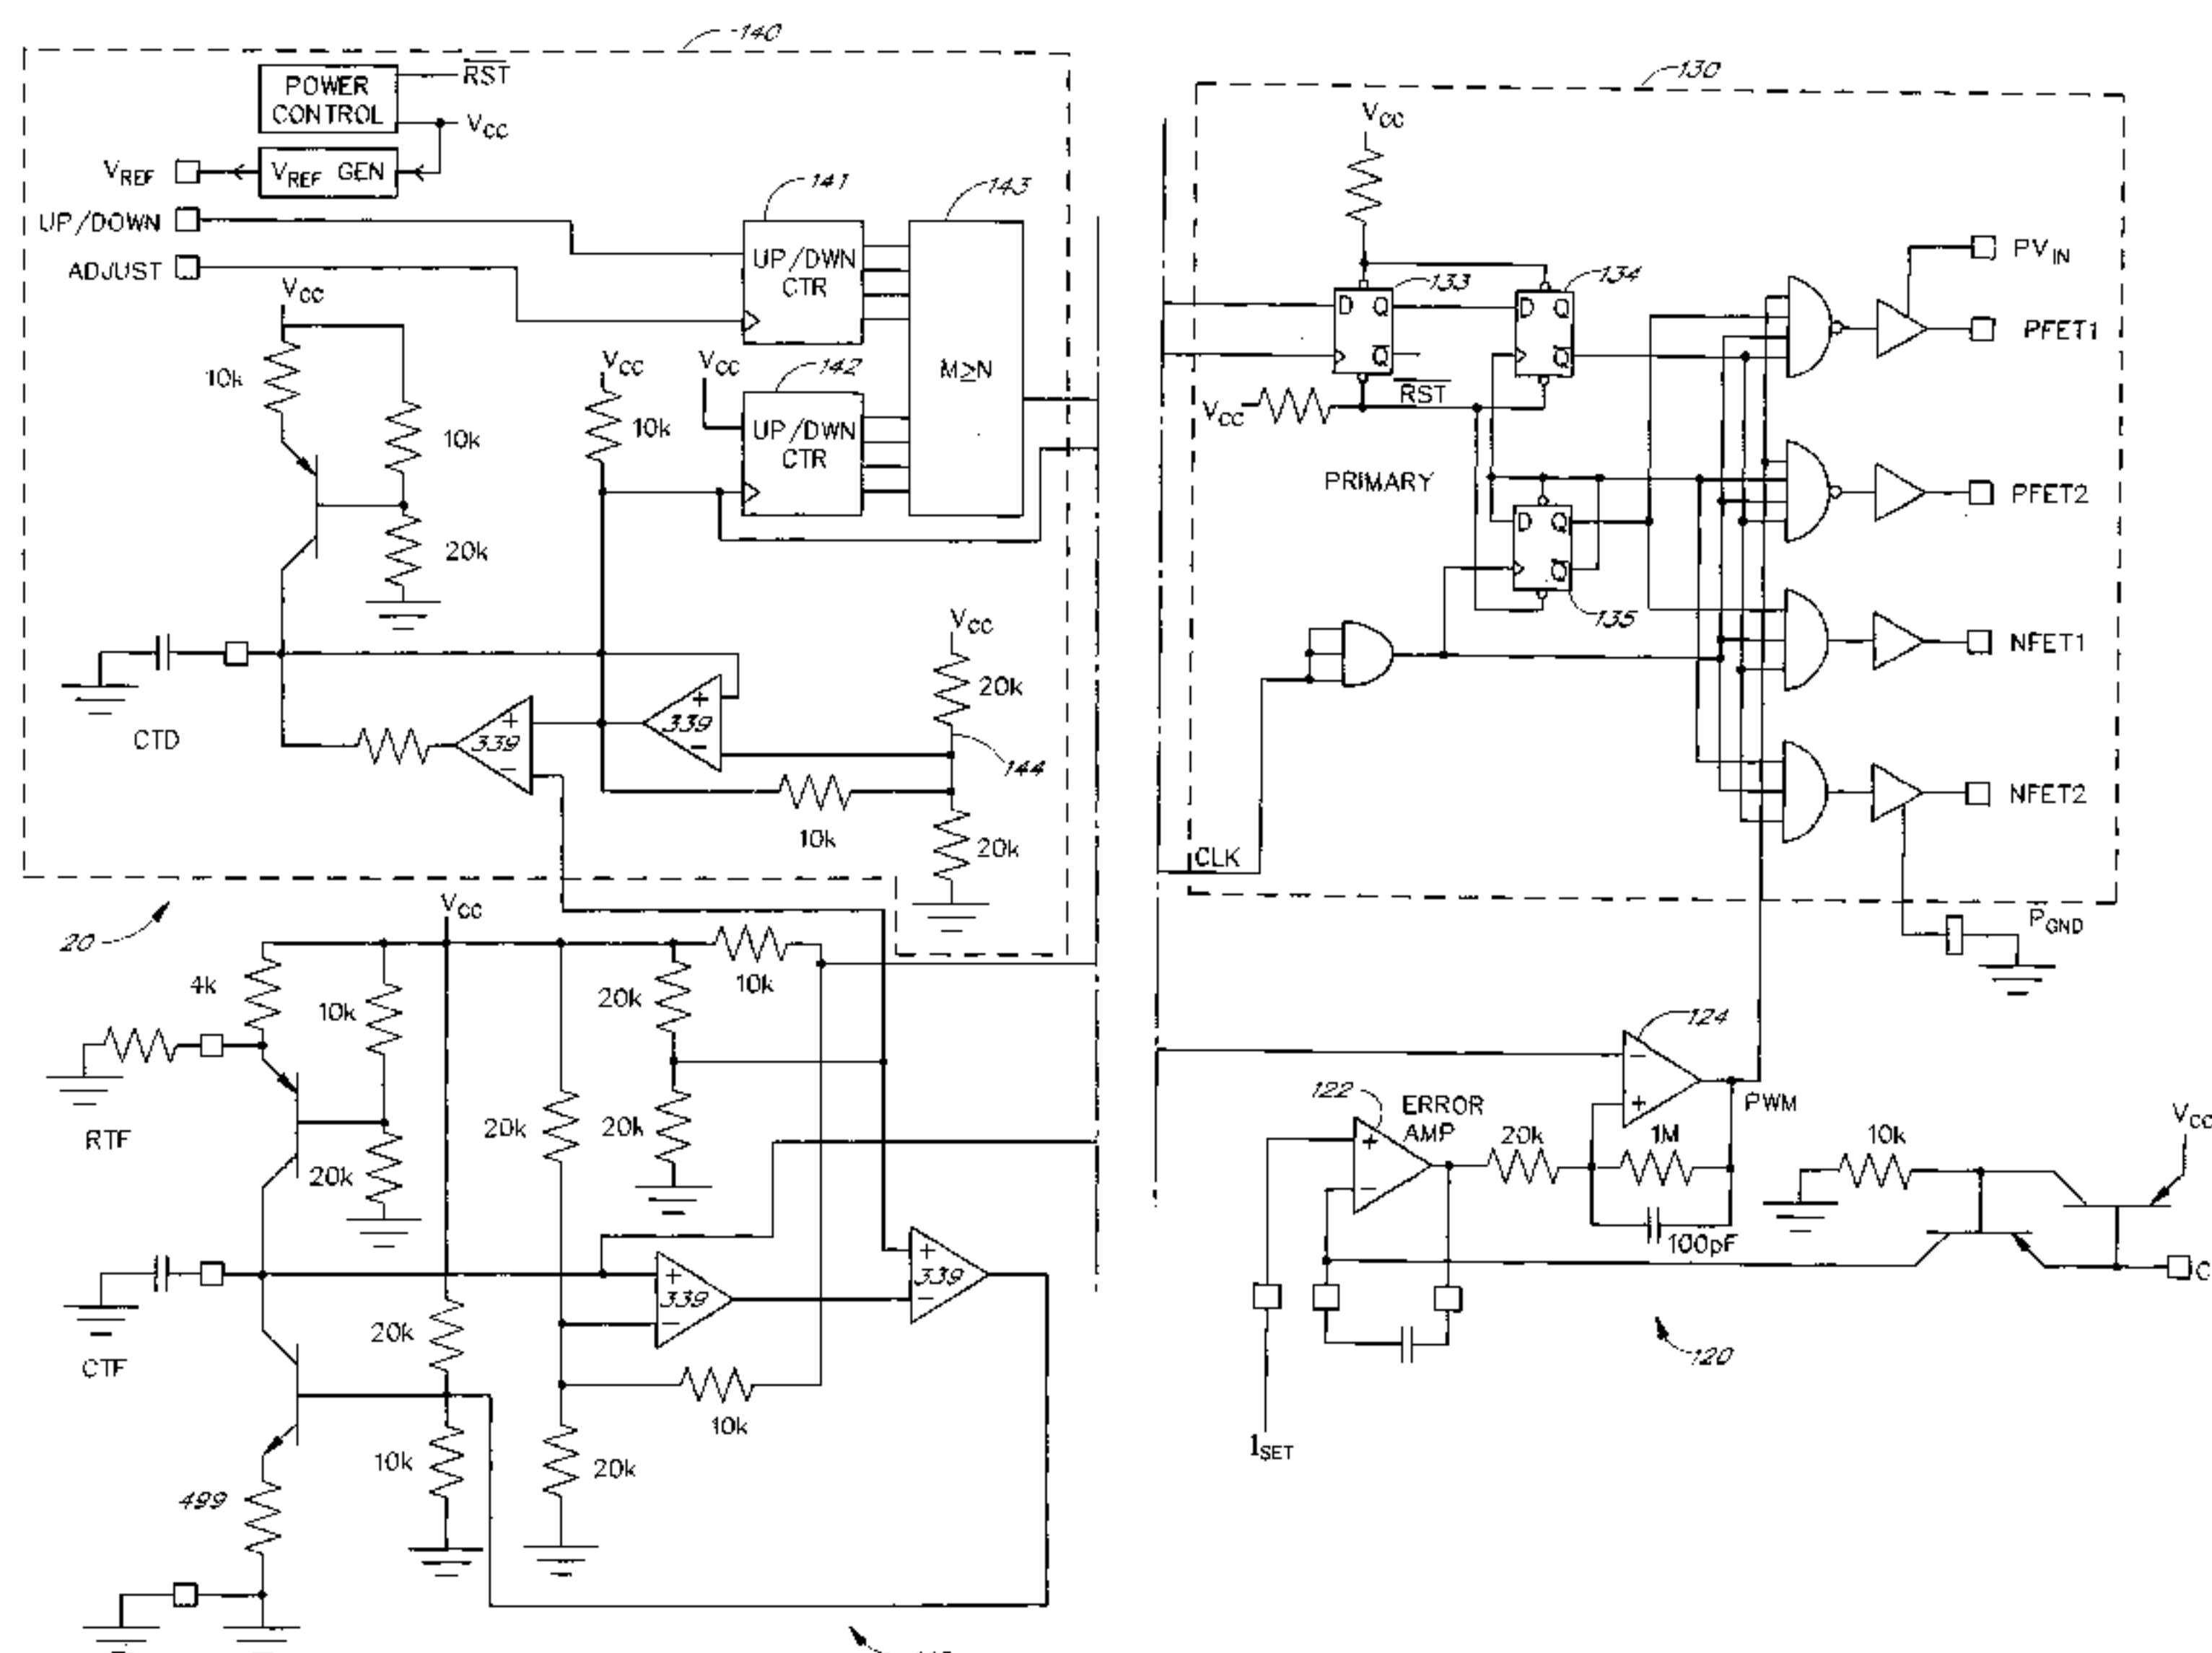 140
POWER CONTROL
RST
VCC
VREF
VREF GEN
UP/DOWN
ADJUST
141
UP/DWN CTR
143
M≥N
142
UP/DWN CTR
VCC
VCC
VCC
10k
10k
20k
10k
CTD
339
+
−
339
+
−
VCC
20k
144
20k
10k
20
VCC
4k
10k
20k
RTF
20k
20k
20k
10k
CTF
20k
10k
499
20k
10k
339
+
−
339
+
−
130
VCC
133
D Q
Q
134
D Q
Q
RST
VCC
PRIMARY
D Q
Q
135
CLK
PVIN
PFET1
PFET2
NFET1
NFET2
PGND
124
−
+
PWM
122
ERROR AMP
+
−
20k
1M
100pF
10k
VCC
ISET
120